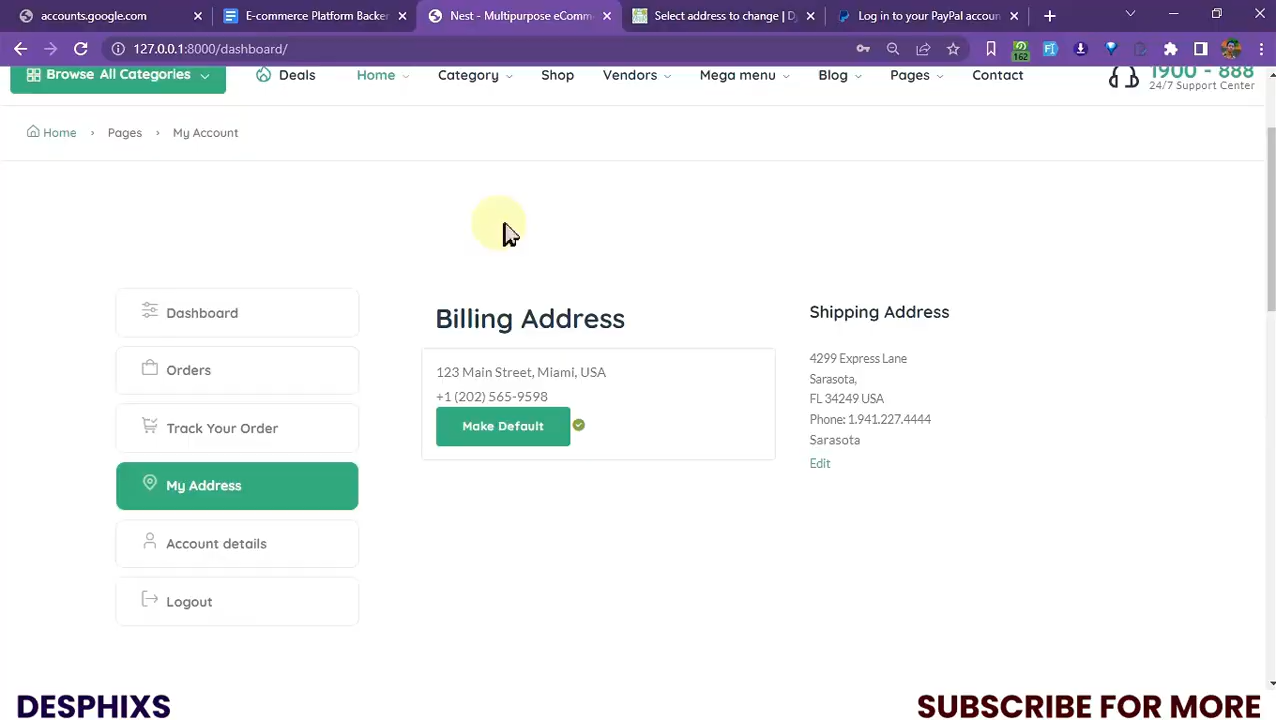 accounts.google.com
E-commerce Platform Backer
Nest - Multipurpose eComm
Select address to change | Dj
Log in to your PayPal accoun
127.0.0.1:8000/dashboard/
162
Browse All Categories
Deals
Home
Category
Shop
Vendors
Mega menu
Blog
Pages
Contact
1900 - 888
24/7 Support Center
Home > Pages > My Account
Dashboard
Orders
Track Your Order
My Address
Account details
Logout
Billing Address
123 Main Street, Miami, USA
+1 (202) 565-9598
Make Default
Shipping Address
4299 Express Lane
Sarasota,
FL 34249 USA
Phone: 1.941.227.4444
Sarasota
Edit
DESPHIXS
SUBSCRIBE FOR MORE